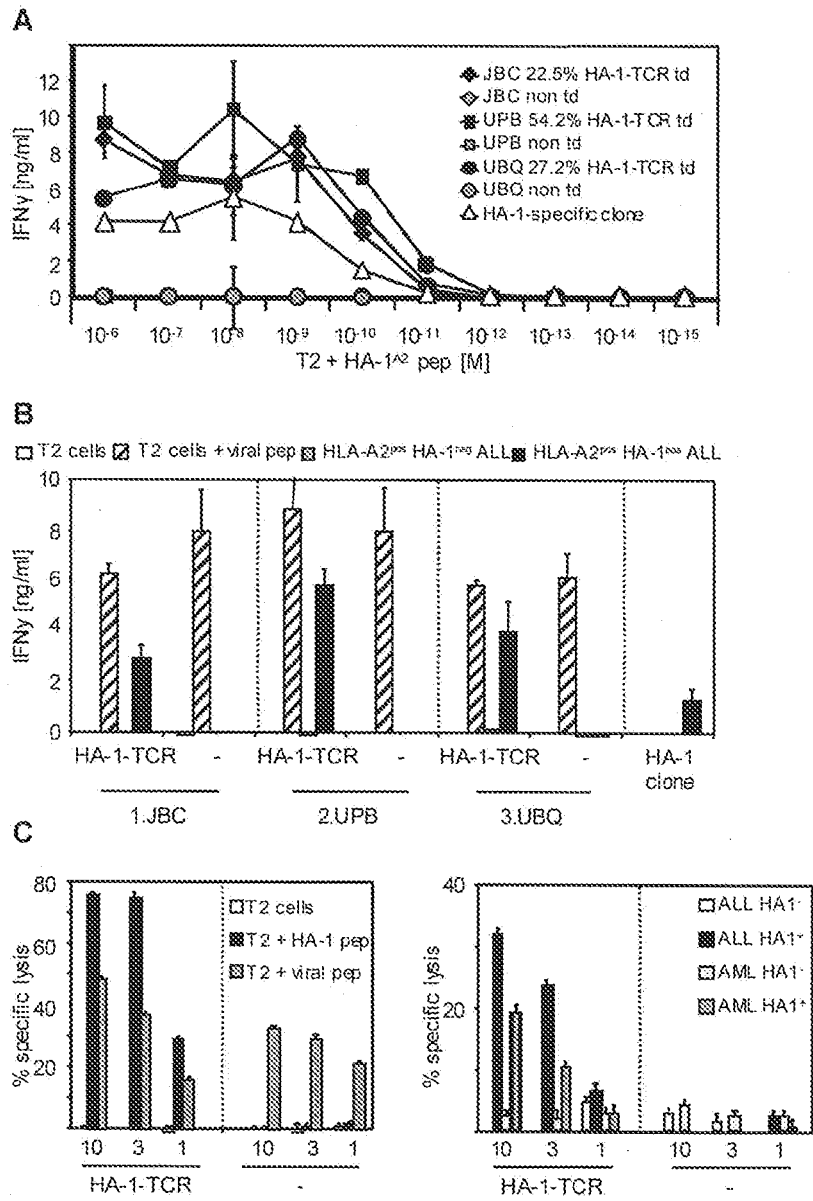 A
IFNγ [ng/ml]
12
10
8
6
4
2
0
JBC 22.5% HA-1-TCR td
JBC non td
UPB 54.2% HA-1-TCR td
UPB non td
UBQ 27.2% HA-1-TCR td
UBQ non td
HA-1-specific clone
10-6 10-7 10-8 10-9 10-10 10-11 10-12 10-13 10-14 10-15
T2 + HA-1A2 pep [M]
B
T2 cells T2 cells +viral pep HLA-A2pos HA-1neg ALL HLA-A2pos HA-1pos ALL
IFNγ [ng/ml]
10
8
6
4
2
0
HA-1-TCR - HA-1-TCR - HA-1-TCR - HA-1
clone
1.JBC 2.UPB 3.UBQ
C
% specific lysis
80
60
40
20
T2 cells
T2 + HA-1 pep
T2 + viral pep
10 3 1 10 3 1
HA-1-TCR -
% specific lysis
40
20
ALL HA1-
ALL HA1+
AML HA1-
AML HA1+
10 3 1 10 3 1
HA-1-TCR -